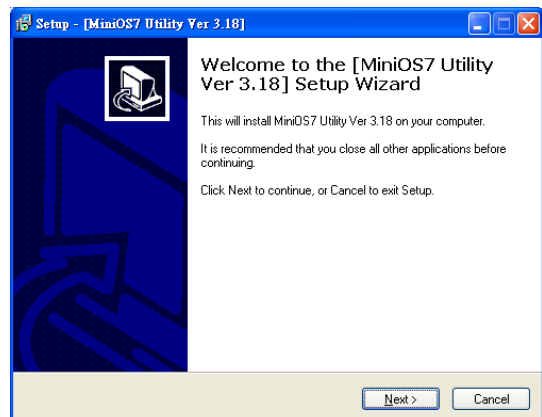 Setup - [MiniOS7 Utility Ver 3.18]
Welcome to the [MiniOS7 Utility
Ver 3.18] Setup Wizard
This will install MiniOS7 Utility Ver 3.18 on your computer.
It is recommended that you close all other applications before
continuing.
Click Next to continue, or Cancel to exit Setup.
Next >
Cancel